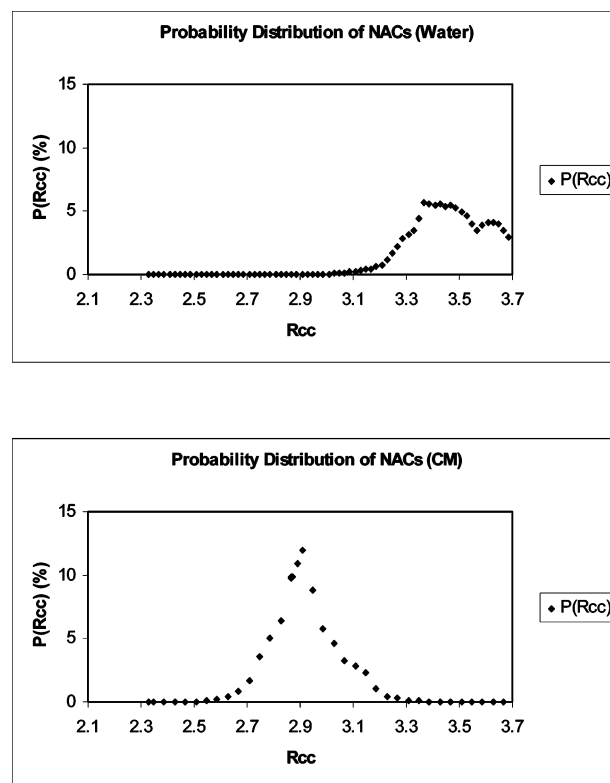 Probability Distribution of NACs (Water)
15
10
5
0
2.1 2.3 2.5 2.7 2.9 3.1 3.3 3.5 3.7
P(Rcc) (%)
Rcc
P(Rcc)
Probability Distribution of NACs (CM)
15
10
5
0
2.1 2.3 2.5 2.7 2.9 3.1 3.3 3.5 3.7
P(Rcc) (%)
Rcc
P(Rcc)